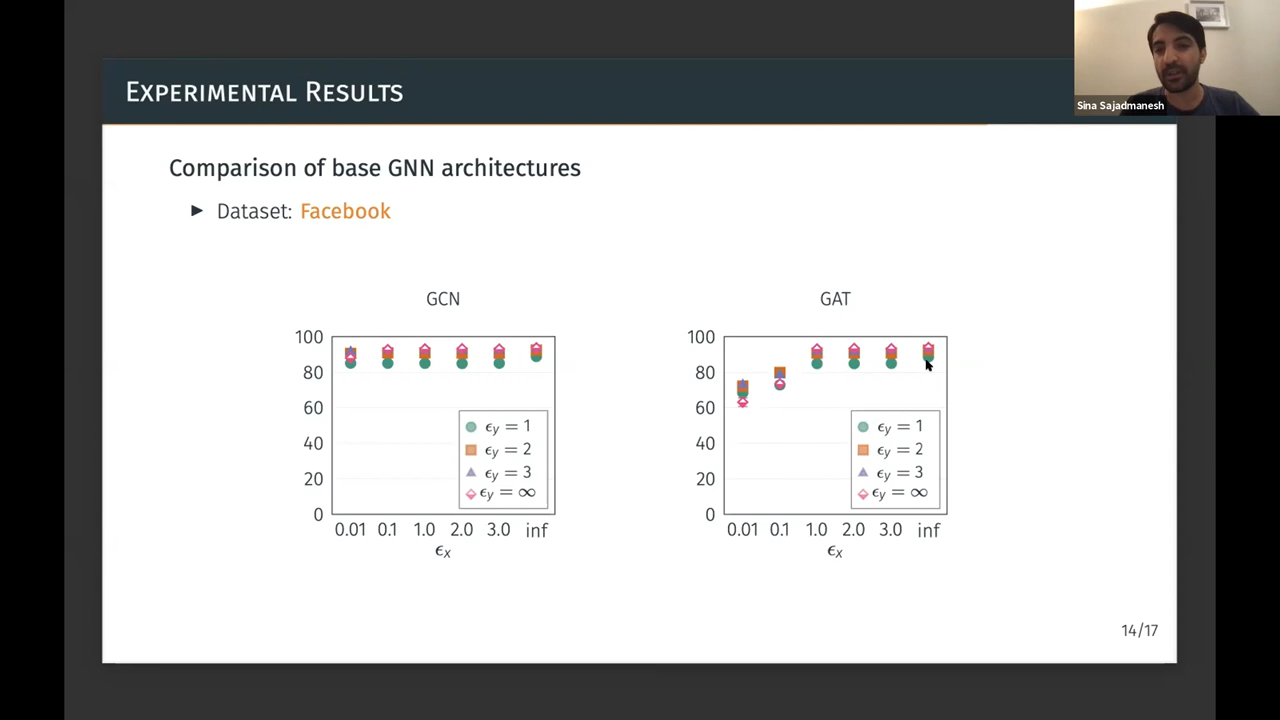 EXPERIMENTAL RESULTS
Sina Sajadmanesh
Comparison of base GNN architectures
▶ Dataset: Facebook
GCN
100
80
60
40
20
0
0.01 0.1 1.0 2.0 3.0 inf
ϵx
ϵy = 1
ϵy = 2
ϵy = 3
ϵy = ∞
GAT
100
80
60
40
20
0
0.01 0.1 1.0 2.0 3.0 inf
ϵx
ϵy = 1
ϵy = 2
ϵy = 3
ϵy = ∞
14/17